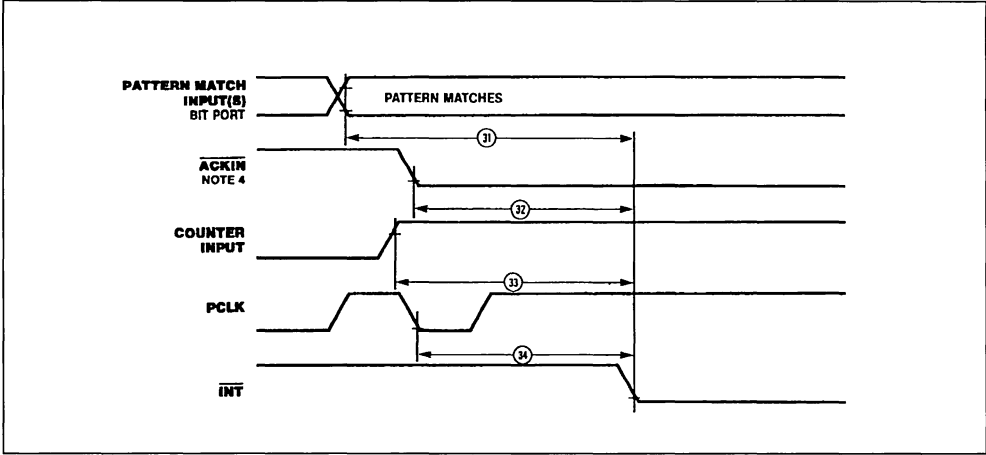 PATTERN MATCH
INPUT(S)
BIT PORT
PATTERN MATCHES
31
ACKIN
NOTE 4
32
COUNTER
INPUT
33
PCLK
34
INT